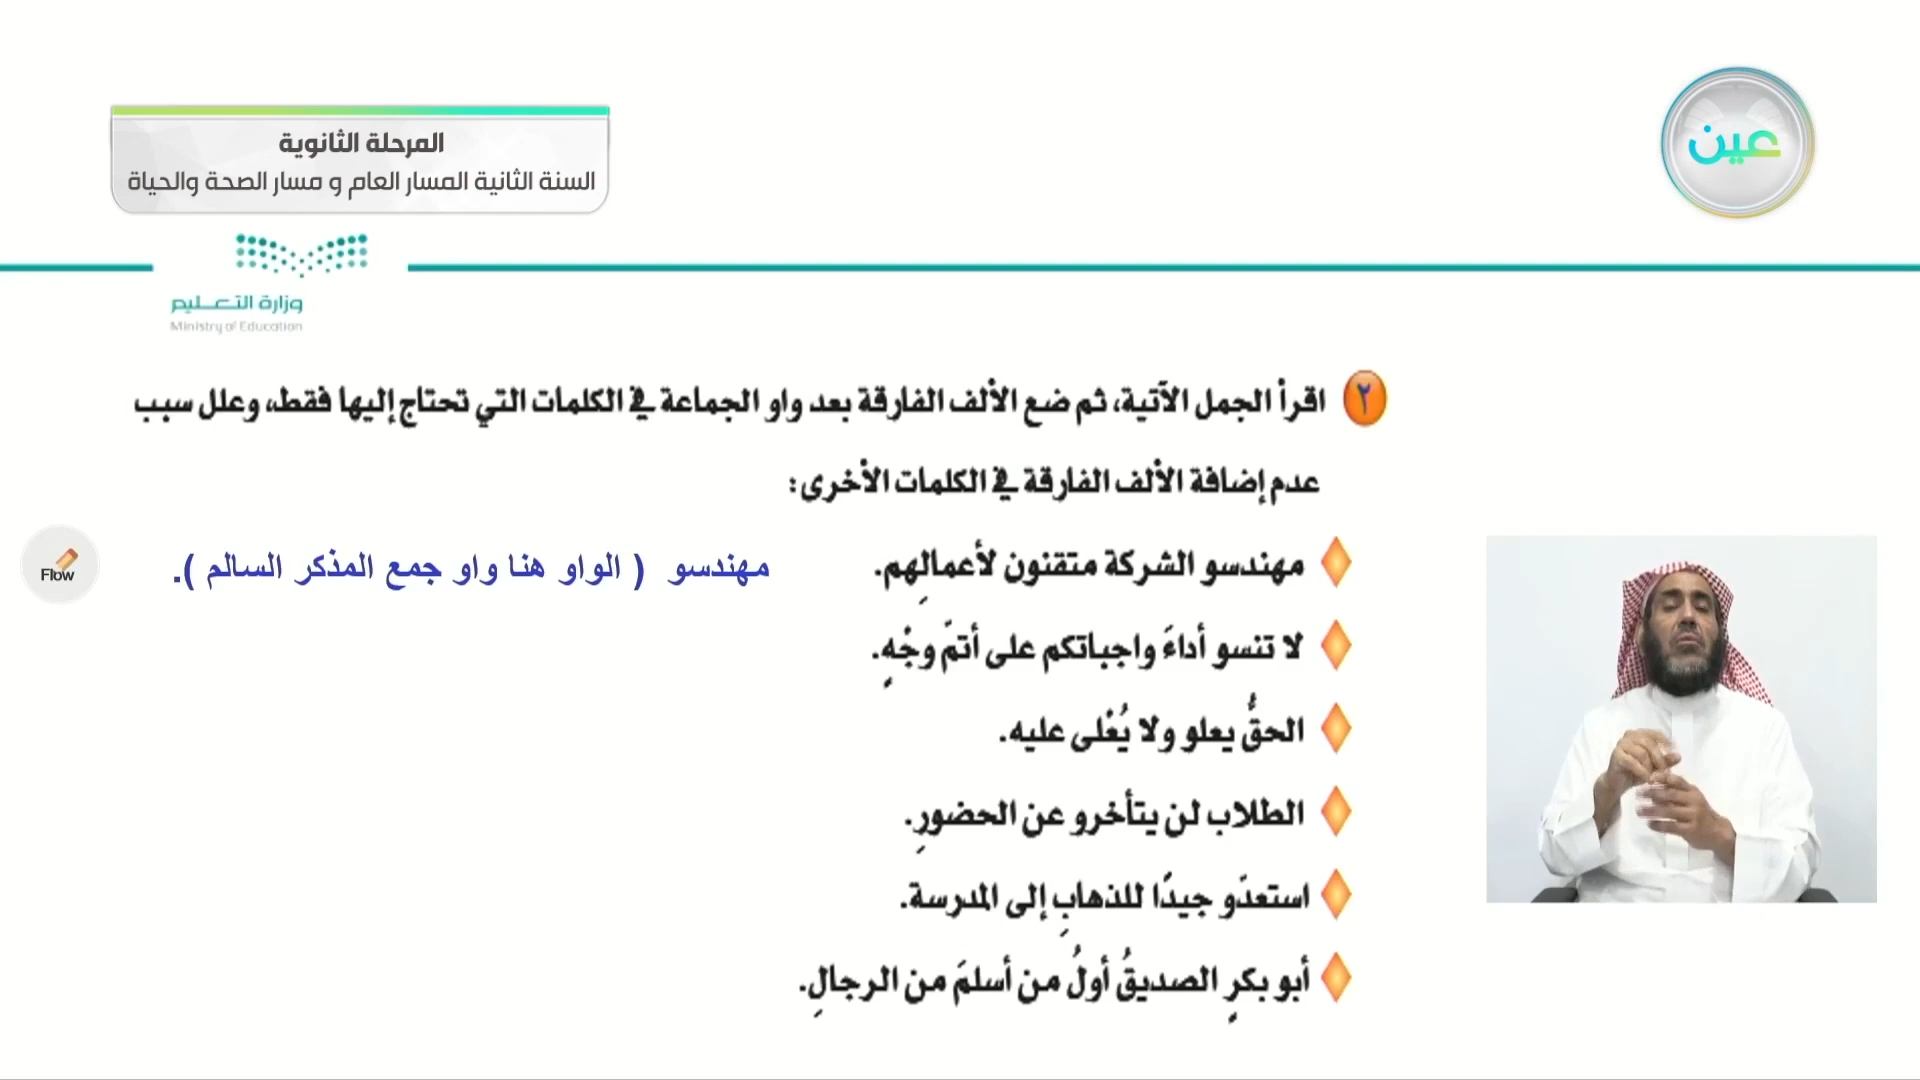 عين
المرحلة الثانوية
السنة الثانية المسار العام و مسار الصحة والحياة
وزارة التعليم
Ministry of Education
٢ اقرأ الجمل الآتية، ثم ضع الألف الفارقة بعد واو الجماعة في الكلمات التي تحتاج إليها فقط، وعلل سبب
عدم إضافة الألف الفارقة في الكلمات الأخرى:
مهندسو الشركة متقنون لأعمالِهم. مهندسو ( الواو هنا واو جمع المذكر السالم ).
Flow
لا تنسو أداءَ واجباتكم على أتمّ وجْهٍ.
الحقُّ يعلو ولا يُعْلى عليه.
الطلاب لن يتأخرو عن الحضورِ.
استعدّو جيدًا للذهابِ إلى المدرسة.
أبو بكرٍ الصديقُ أولُ من أسلمَ من الرجالِ.